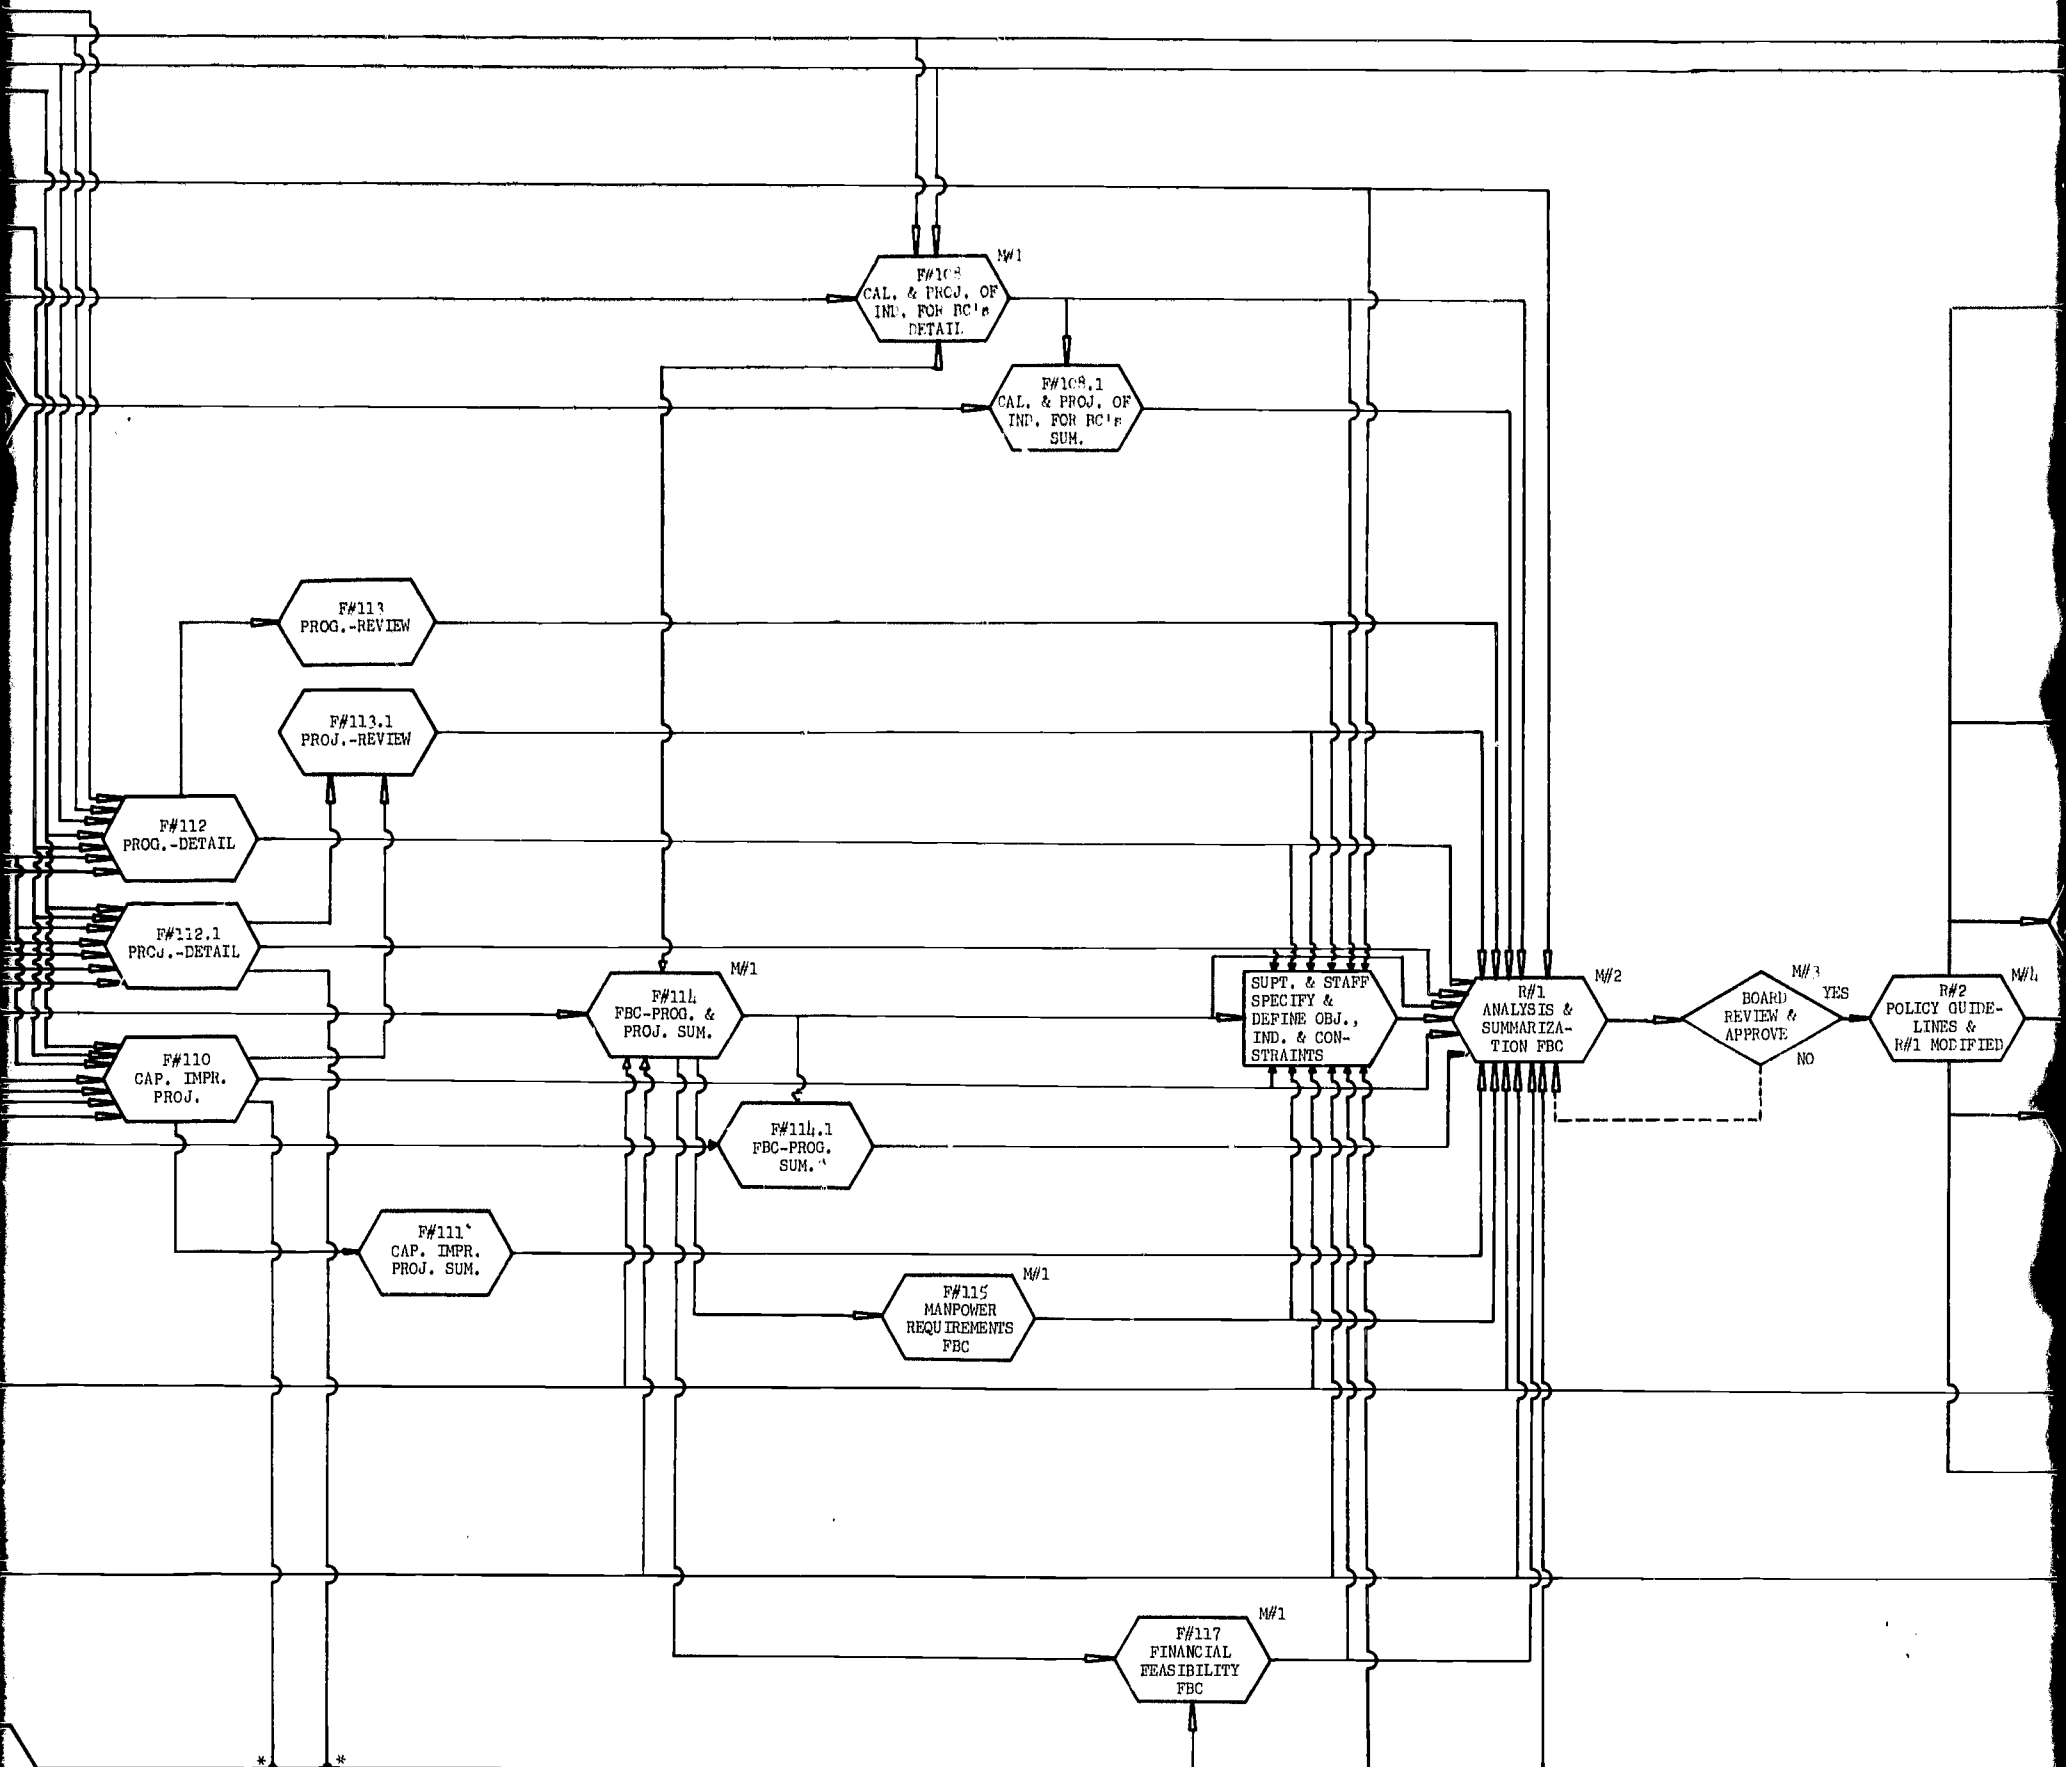 M#1
F#108
CAL. & PROJ. OF
IND. FOR BC's
DETAIL
F#108.1
CAL. & PROJ. OF
IND. FOR BC's
SUM.
F#113
PROG.-REVIEW
F#113.1
PROJ.-REVIEW
F#112
PROG.-DETAIL
F#112.1
PROJ.-DETAIL
M#1
F#114
FBC-PROG. &
PROJ. SUM.
SUPT. & STAFF
SPECIFY &
DEFINE OBJ.,
IND. & CON-
STRAINTS
M#2
R#1
ANALYSIS &
SUMMARIZA-
TION FBC
M#3
BOARD
REVIEW &
APPROVE
YES
NO
M#4
R#2
POLICY GUIDE-
LINES &
R#1 MODIFIED
F#110
CAP. IMPR.
PROJ.
F#114.1
FBC-PROG.
SUM.
F#111
CAP. IMPR.
PROJ. SUM.
M#1
F#115
MANPOWER
REQUIREMENTS
FBC
M#1
F#117
FINANCIAL
FEASIBILITY
FBC
* *